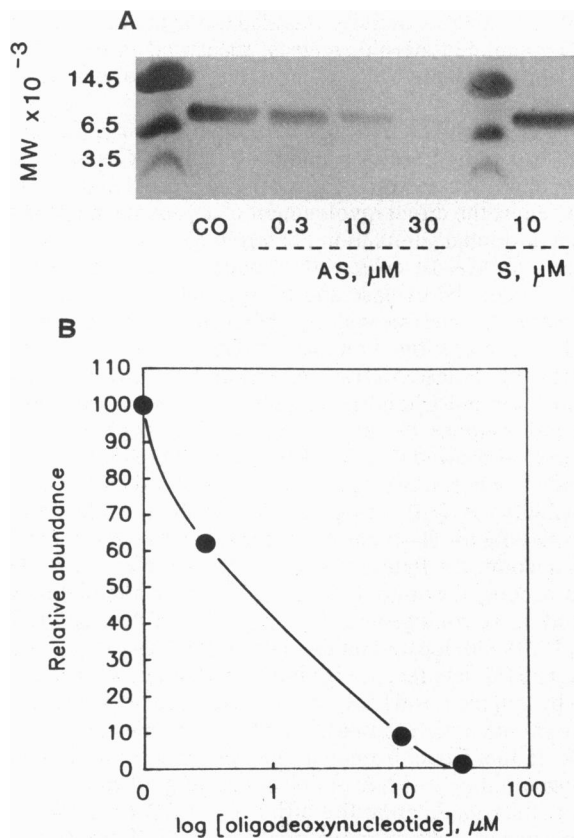 A
MW x10⁻³
14.5
6.5
3.5
CO 0.3 10 30 10
AS, µM S, µM
B
Relative abundance
110
100
90
80
70
60
50
40
30
20
10
0
0 1 10 100
log [oligodeoxynucleotide], µM